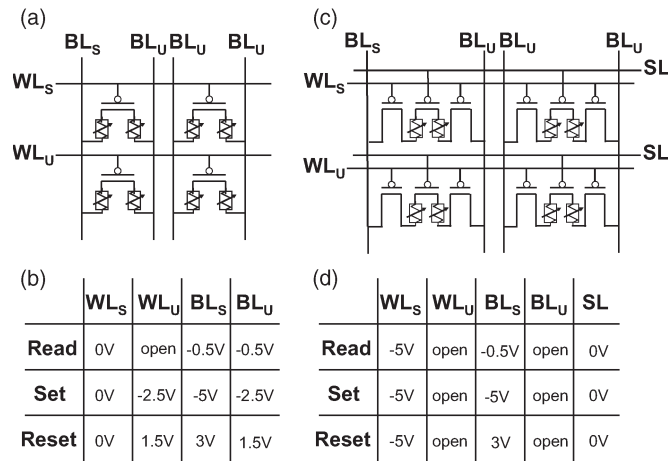 (a)
BLS BLU BLU BLU
WLS
WLU
(b)
WLS WLU BLS BLU
Read 0V open -0.5V -0.5V
Set 0V -2.5V -5V -2.5V
Reset 0V 1.5V 3V 1.5V
(c)
BLS BLU BLU BLU
SL
WLS
SL
WLU
(d)
WLS WLU BLS BLU SL
Read -5V open -0.5V open 0V
Set -5V open -5V open 0V
Reset -5V open 3V open 0V